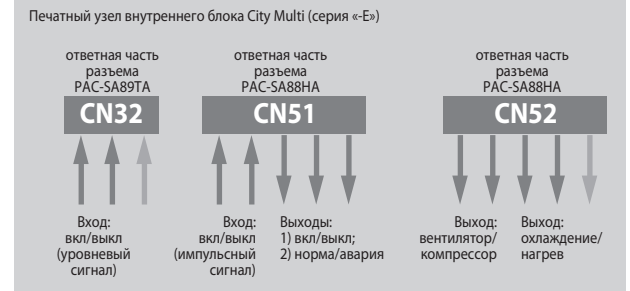 Печатный узел внутреннего блока City Multi (серия «-Е»)
ответная часть
разъема
PAC-SA89TA
CN32
Вход:
вкл/выкл
(уровневый
сигнал)
ответная часть
разъема
PAC-SA88HA
CN51
Вход:
вкл/выкл
(импульсный
сигнал)
Выходы:
1) вкл/выкл;
2) норма/авария
ответная часть
разъема
PAC-SA88HA
CN52
Выход:
вентилятор/
компрессор
Выход:
охлаждение/
нагрев